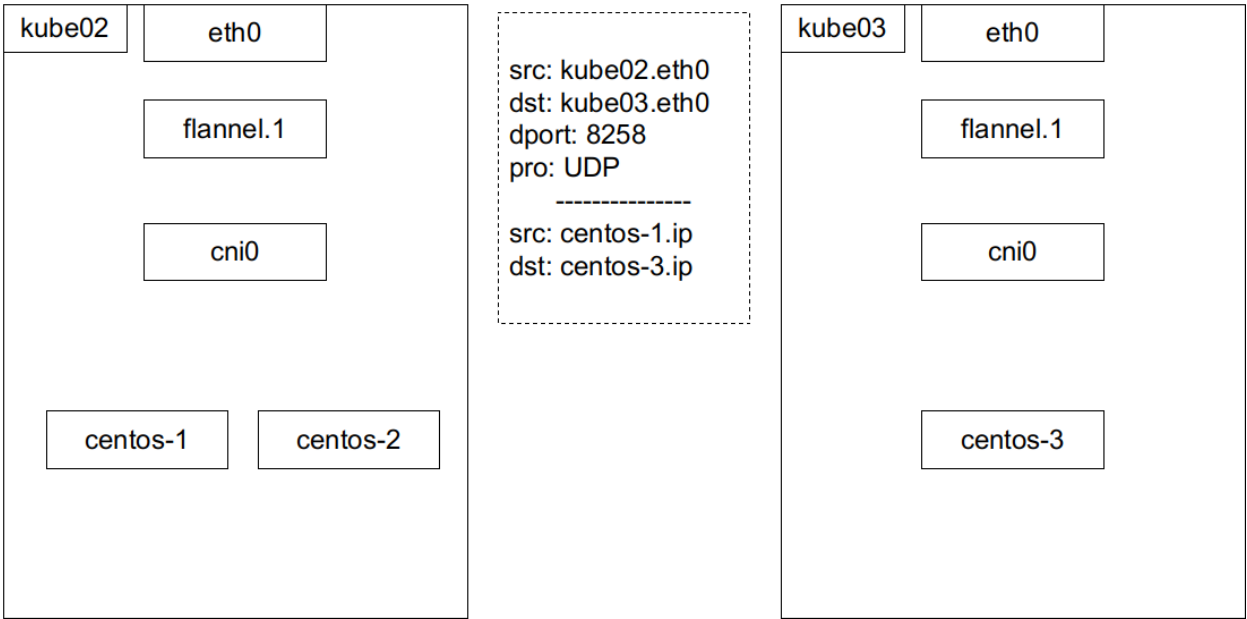 kube02
eth0
flannel.1
cni0
centos-1
centos-2
src: kube02.eth0
dst: kube03.eth0
dport: 8258
pro: UDP
---------------
src: centos-1.ip
dst: centos-3.ip
kube03
eth0
flannel.1
cni0
centos-3